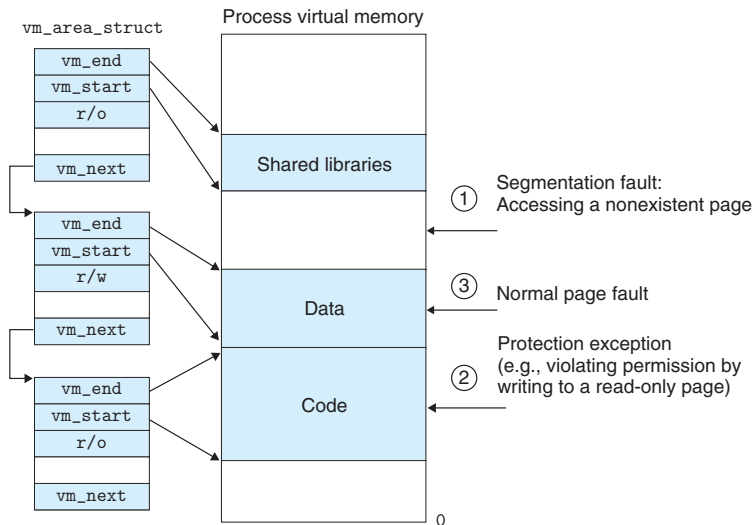 Process virtual memory
vm_area_struct
vm_end
vm_start
r/o
vm_next
vm_end
vm_start
r/w
vm_next
vm_end
vm_start
r/o
vm_next
Shared libraries
Data
Code
0
1
Segmentation fault:
Accessing a nonexistent page
3
Normal page fault
2
Protection exception
(e.g., violating permission by
writing to a read-only page)